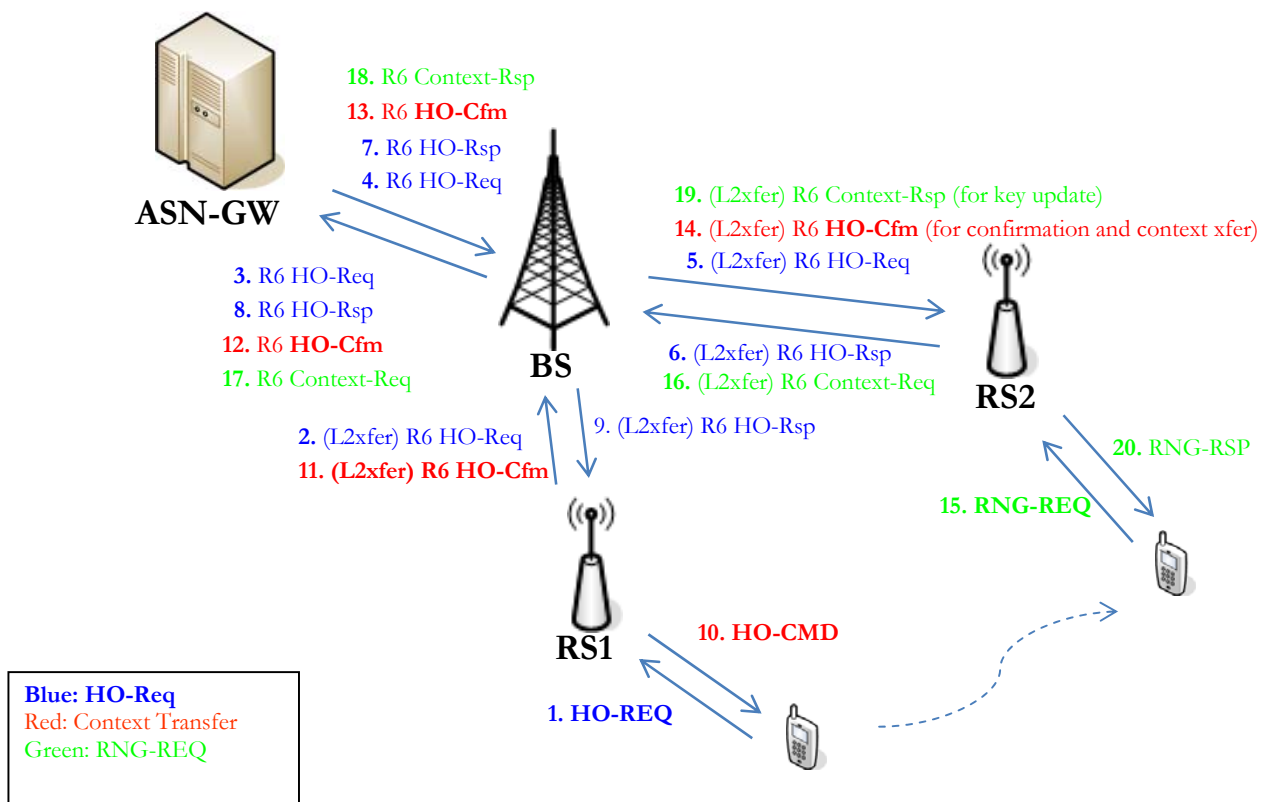 18. R6 Context-Rsp
13. R6 HO-Cfm
7. R6 HO-Rsp
4. R6 HO-Req
ASN-GW
19. (L2xfer) R6 Context-Rsp (for key update)
14. (L2xfer) R6 HO-Cfm (for confirmation and context xfer)
5. (L2xfer) R6 HO-Req
3. R6 HO-Req
8. R6 HO-Rsp
12. R6 HO-Cfm
17. R6 Context-Req
BS
6. (L2xfer) R6 HO-Rsp
16. (L2xfer) R6 Context-Req
RS2
2. (L2xfer) R6 HO-Req
11. (L2xfer) R6 HO-Cfm
9. (L2xfer) R6 HO-Rsp
20. RNG-RSP
15. RNG-REQ
RS1
10. HO-CMD
1. HO-REQ
Blue: HO-Req
Red: Context Transfer
Green: RNG-REQ